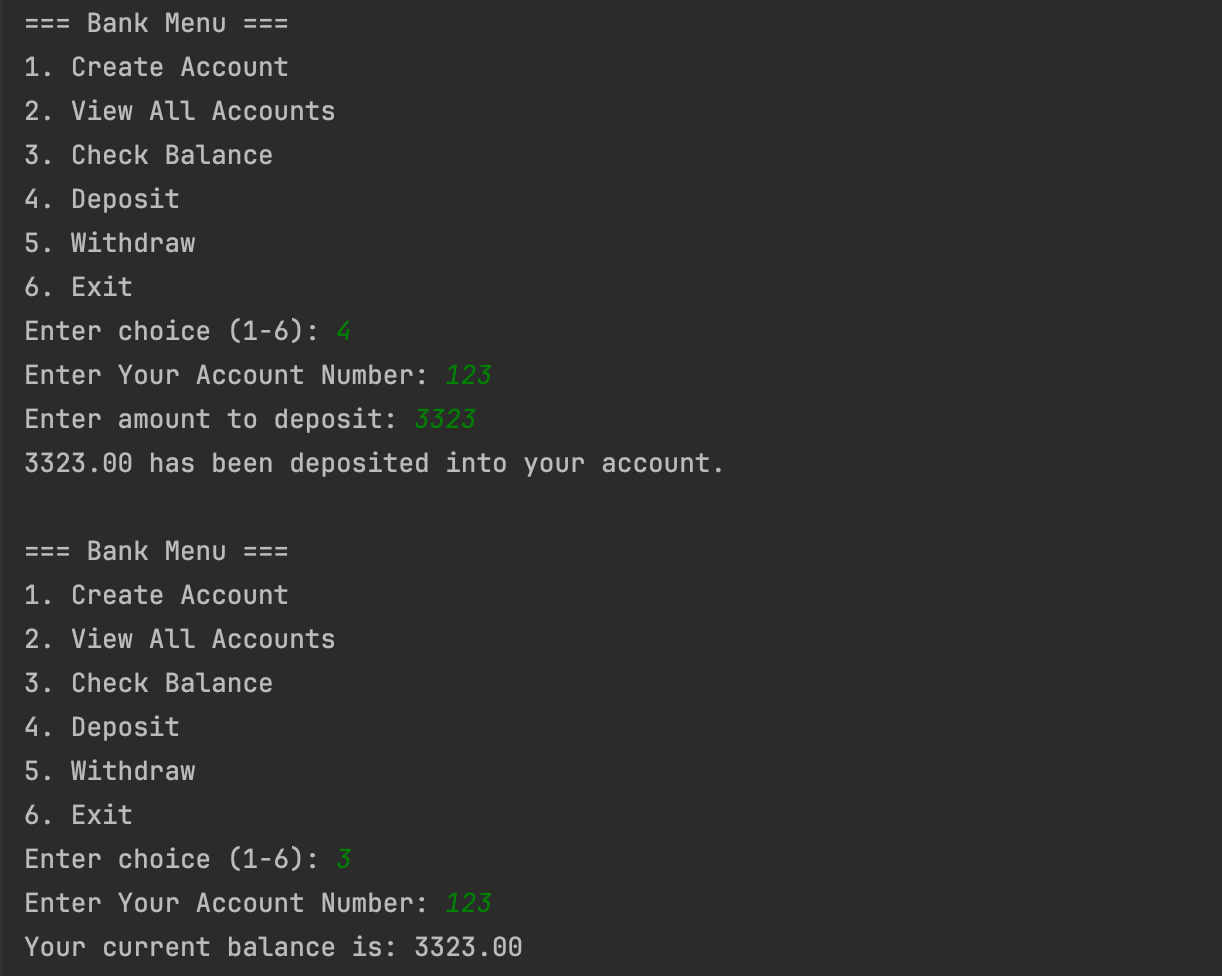 === Bank Menu ===
1. Create Account
2. View All Accounts
3. Check Balance
4. Deposit
5. Withdraw
6. Exit
Enter choice (1-6): 4
Enter Your Account Number: 123
Enter amount to deposit: 3323
3323.00 has been deposited into your account.

=== Bank Menu ===
1. Create Account
2. View All Accounts
3. Check Balance
4. Deposit
5. Withdraw
6. Exit
Enter choice (1-6): 3
Enter Your Account Number: 123
Your current balance is: 3323.00